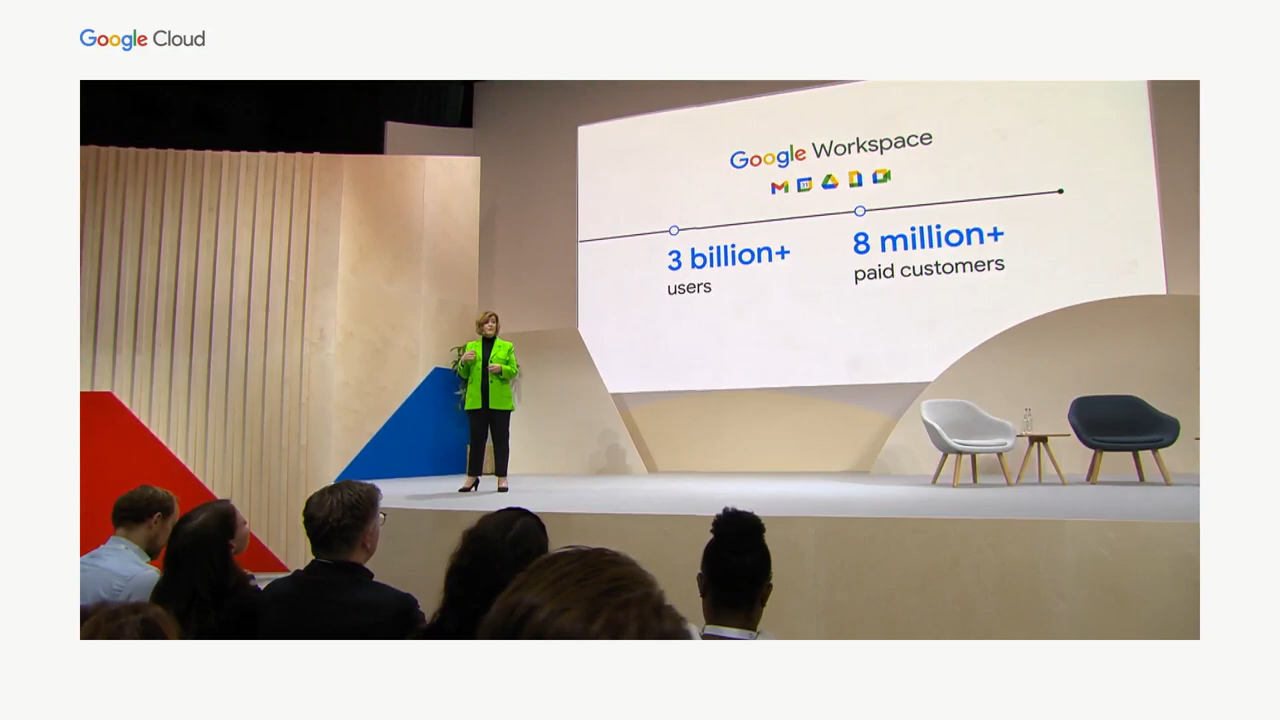 Google Cloud
Google Workspace
3 billion+
users
8 million+
paid customers